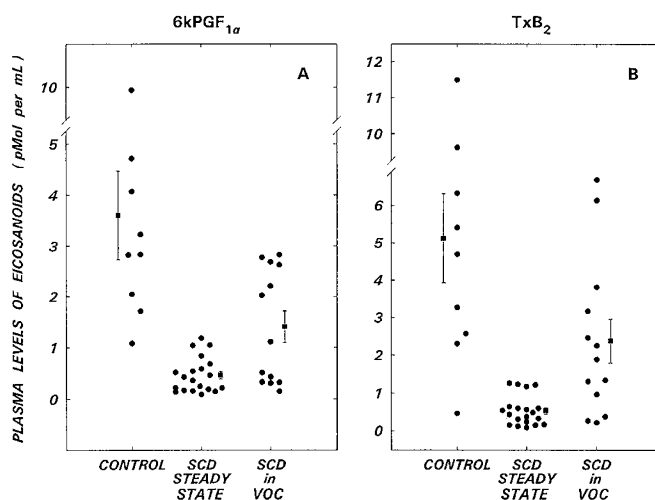 6kPGF1α
TxB2
PLASMA LEVELS OF EICOSANOIDS ( pMol per mL )
A
10
5
4
3
2
1
0
CONTROL
SCD
STEADY
STATE
SCD
in
VOC
B
12
11
10
6
5
4
3
2
1
0
CONTROL
SCD
STEADY
STATE
SCD
in
VOC